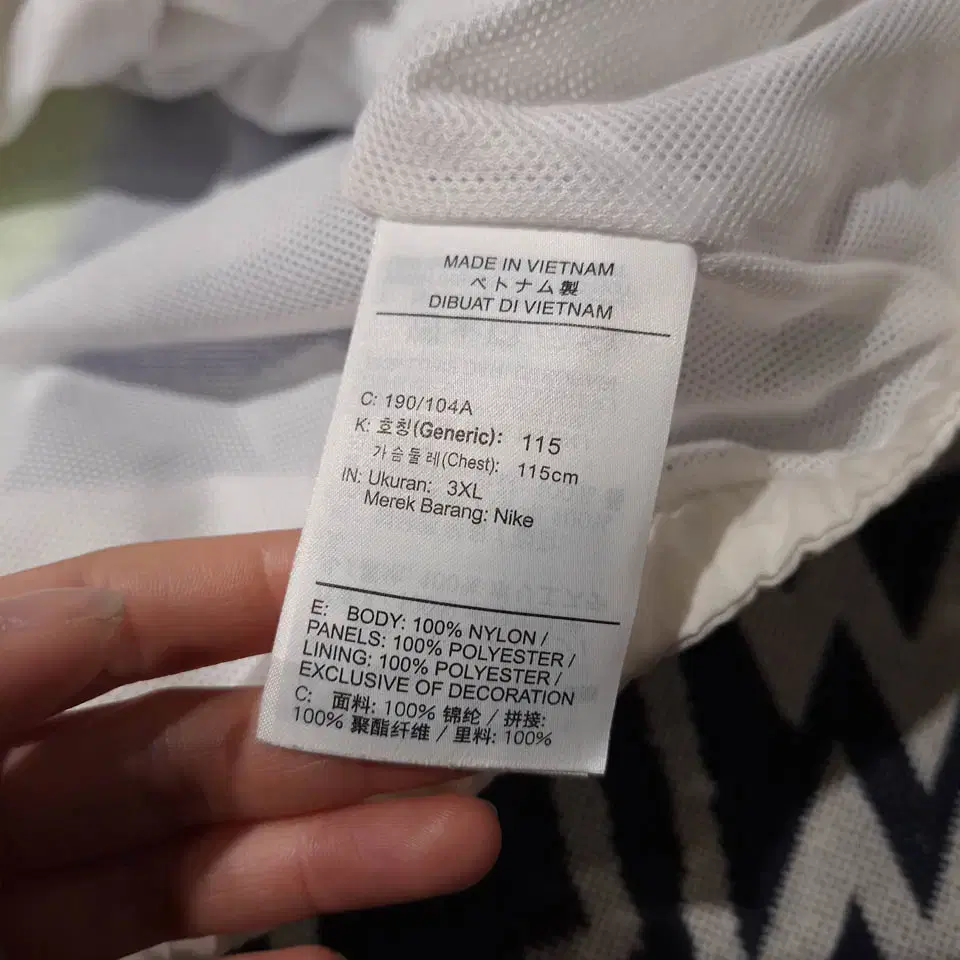 MADE IN VIETNAM
ベトナム製
DIBUAT DI VIETNAM
C: 190/104A
K: 호칭(Generic): 115
가슴둘레(Chest): 115cm
IN: Ukuran: 3XL
Merek Barang: Nike
E: BODY: 100% NYLON /
PANELS: 100% POLYESTER /
LINING: 100% POLYESTER /
EXCLUSIVE OF DECORATION
C: 面料: 100% 锦纶 / 拼接:
100% 聚酯纤维 / 里料: 100%